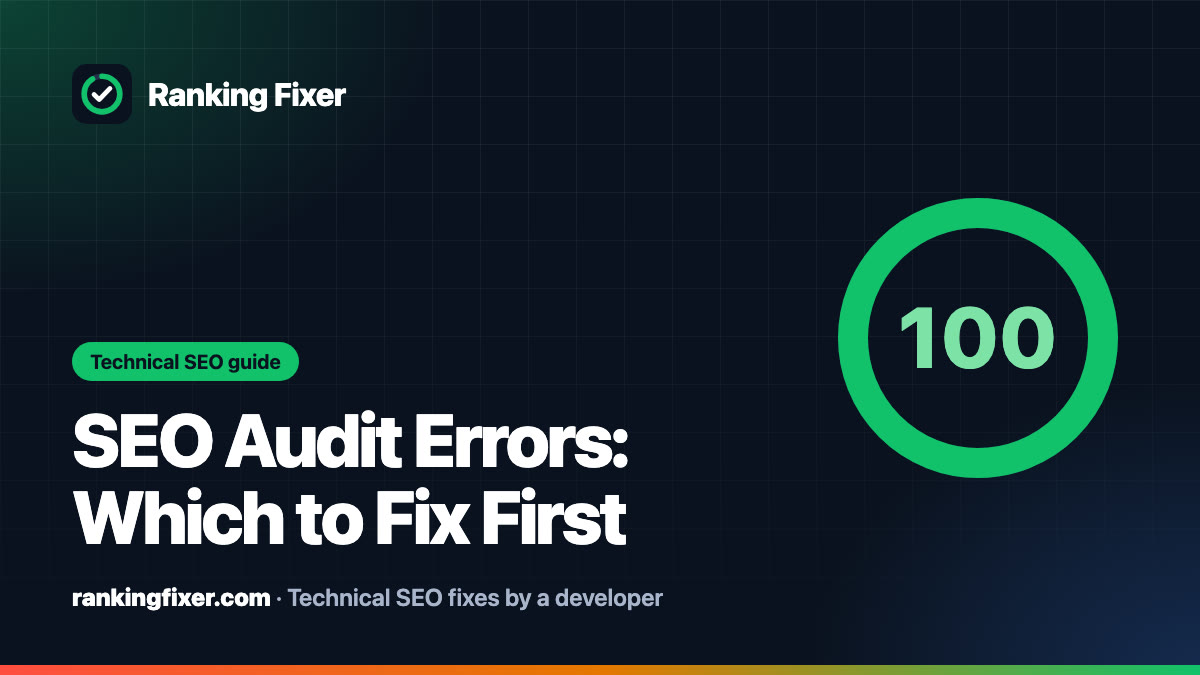 Ranking Fixer
100
Technical SEO guide
SEO Audit Errors:
Which to Fix First
rankingfixer.com · Technical SEO fixes by a developer